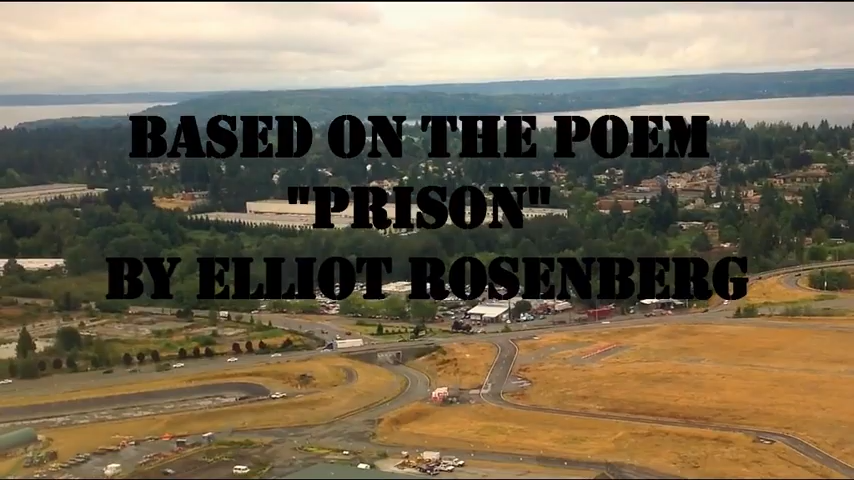 BASED ON THE POEM
"PRISON"
BY ELLIOT ROSENBERG